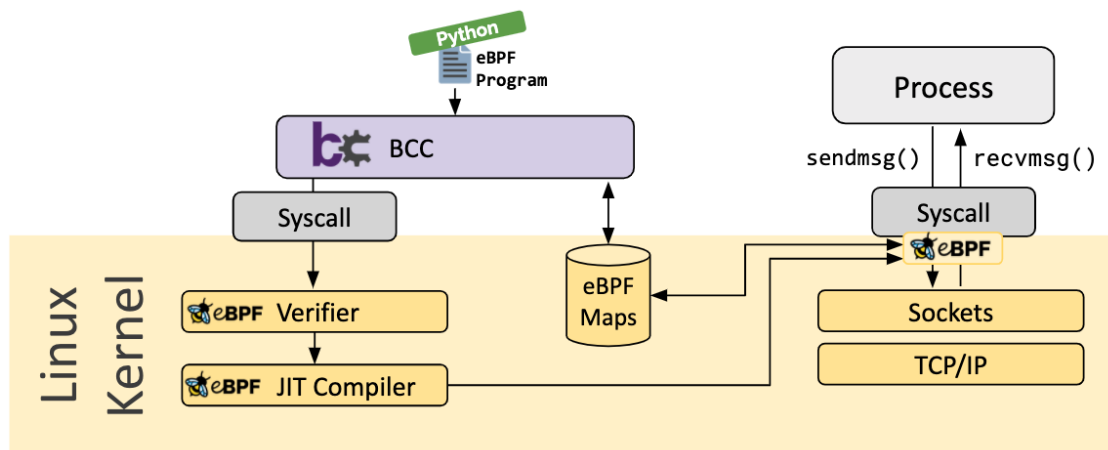 Python
eBPF
Program
bc BCC
Process
sendmsg()
recvmsg()
Syscall
Syscall
eBPF
Linux
Kernel
eBPF Verifier
eBPF
Maps
Sockets
eBPF JIT Compiler
TCP/IP